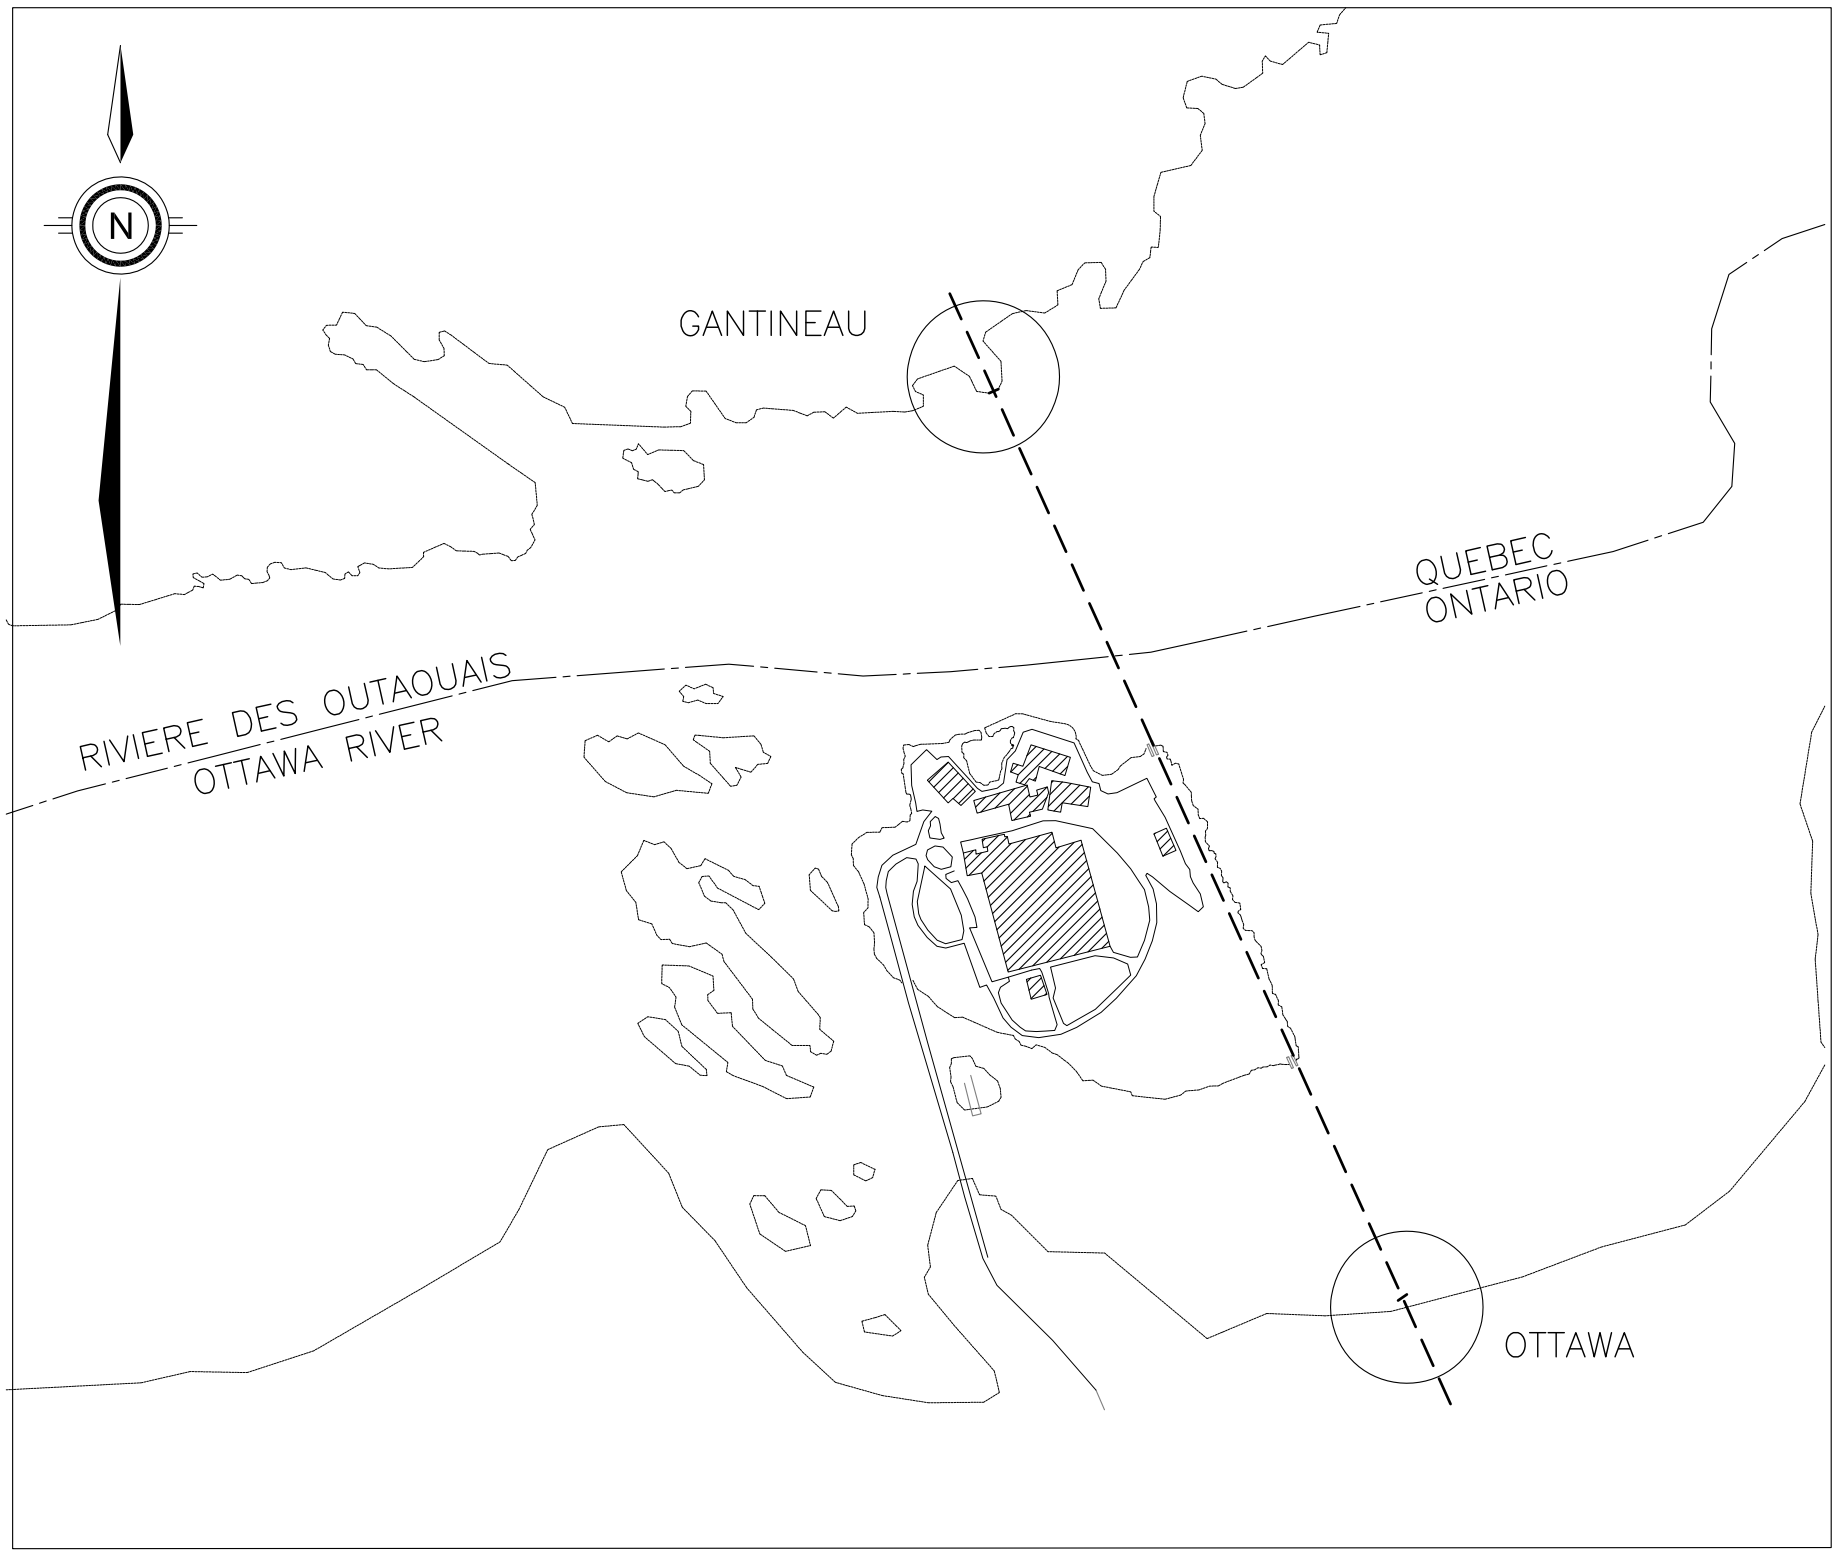 N
GANTINEAU
QUEBEC
ONTARIO
RIVIERE DES OUTAOUAIS
OTTAWA RIVER
OTTAWA